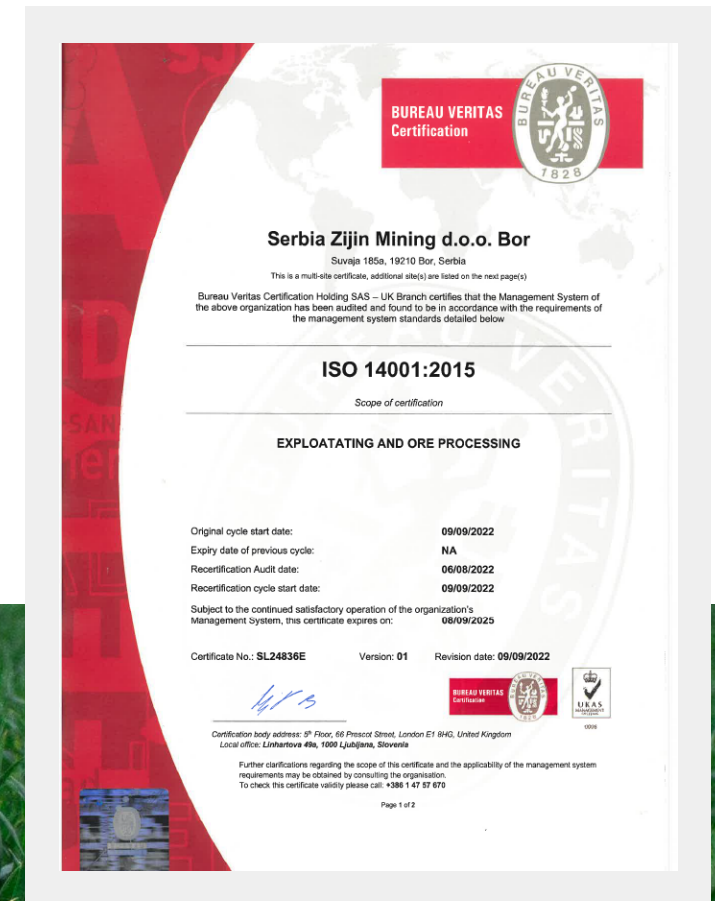 BUREAU VERITAS
Certification
BUREAU VERITAS
1828
Serbia Zijin Mining d.o.o. Bor
Suvaja 185a, 19210 Bor, Serbia
This is a multi-site certificate, additional site(s) are listed on the next page(s)
Bureau Veritas Certification Holding SAS – UK Branch certifies that the Management System of
the above organization has been audited and found to be in accordance with the requirements of
the management system standards detailed below
ISO 14001:2015
Scope of certification
EXPLOATATING AND ORE PROCESSING
Original cycle start date: 09/09/2022
Expiry date of previous cycle: NA
Recertification Audit date: 06/08/2022
Recertification cycle start date: 09/09/2022
Subject to the continued satisfactory operation of the organization's
Management System, this certificate expires on: 08/09/2025
Certificate No.: SL24836E Version: 01 Revision date: 09/09/2022
BUREAU VERITAS
Certification
BUREAU VERITAS
1828
UKAS
MANAGEMENT
SYSTEMS
0008
Certification body address: 5th Floor, 66 Prescot Street, London E1 8HG, United Kingdom
Local office: Linhartova 49a, 1000 Ljubljana, Slovenia
Further clarifications regarding the scope of this certificate and the applicability of the management system
requirements may be obtained by consulting the organisation.
To check this certificate validity please call: +386 1 47 57 670
Page 1 of 2